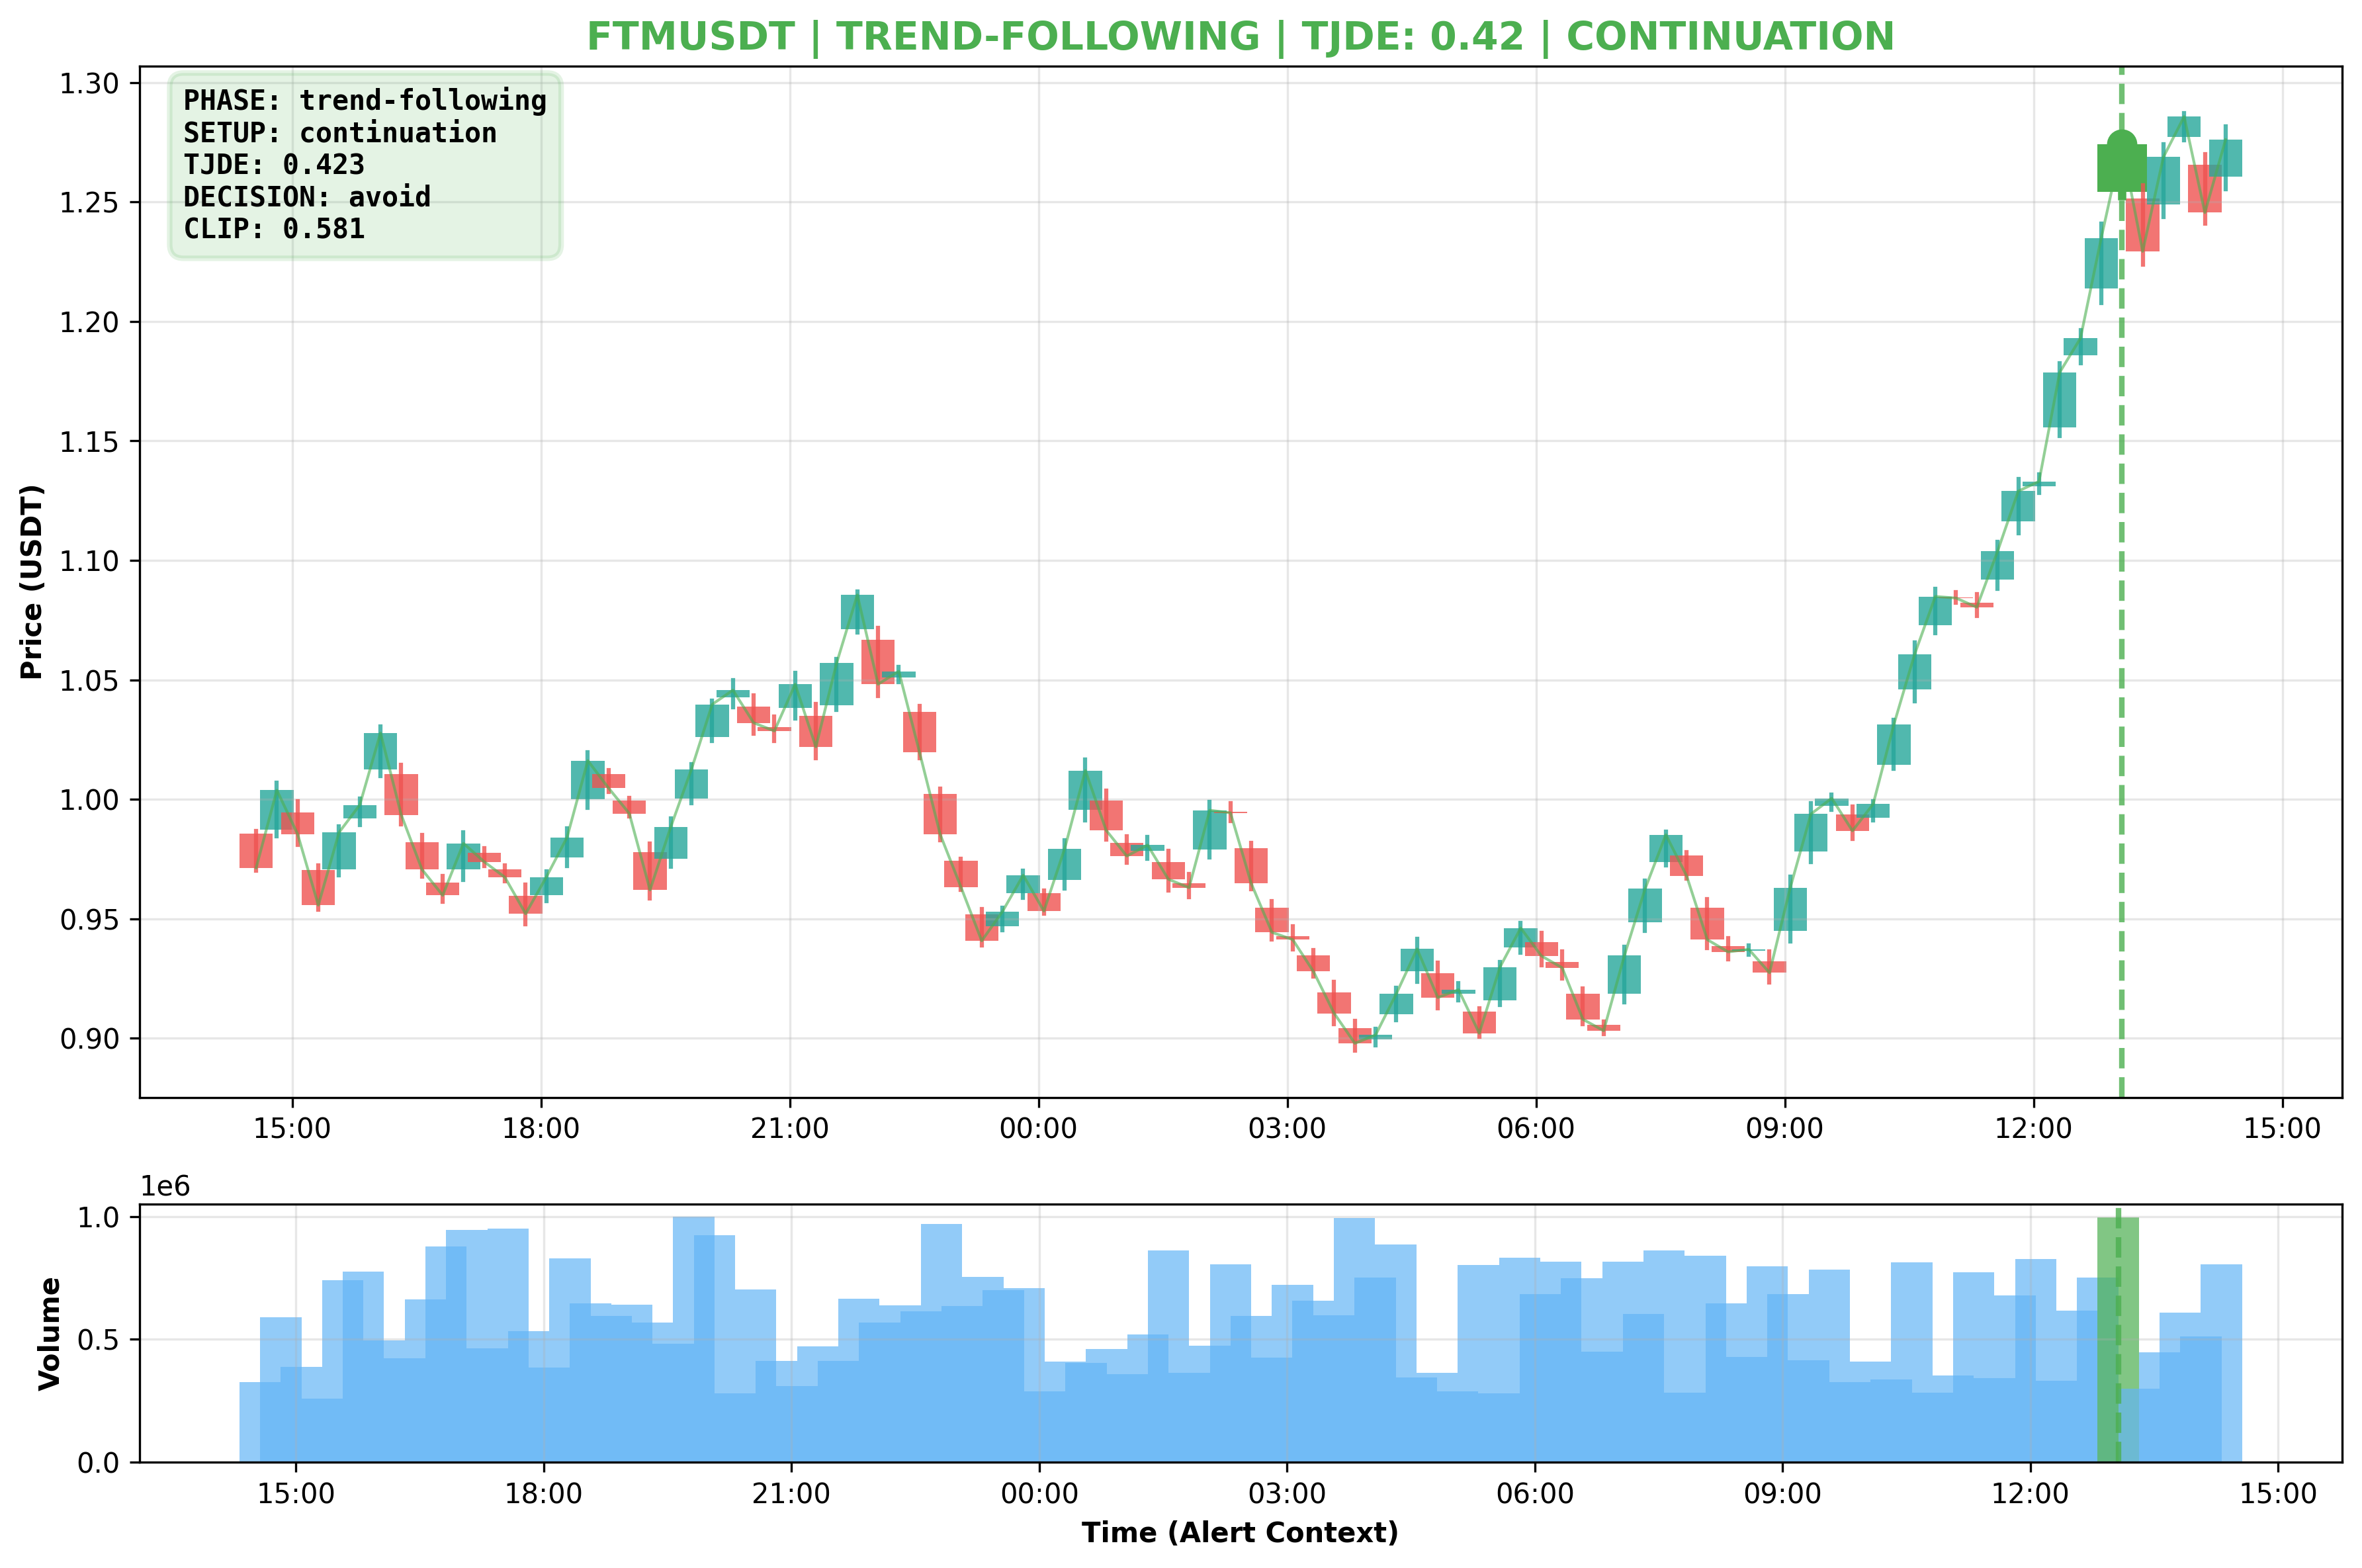 FTMUSDT | TREND-FOLLOWING | TJDE: 0.42 | CONTINUATION
PHASE: trend-following
SETUP: continuation
TJDE: 0.423
DECISION: avoid
CLIP: 0.581
Price (USDT)
1.30
1.25
1.20
1.15
1.10
1.05
1.00
0.95
0.90
15:00 18:00 21:00 00:00 03:00 06:00 09:00 12:00 15:00
1e6
Volume
1.0
0.5
0.0
15:00 18:00 21:00 00:00 03:00 06:00 09:00 12:00 15:00
Time (Alert Context)